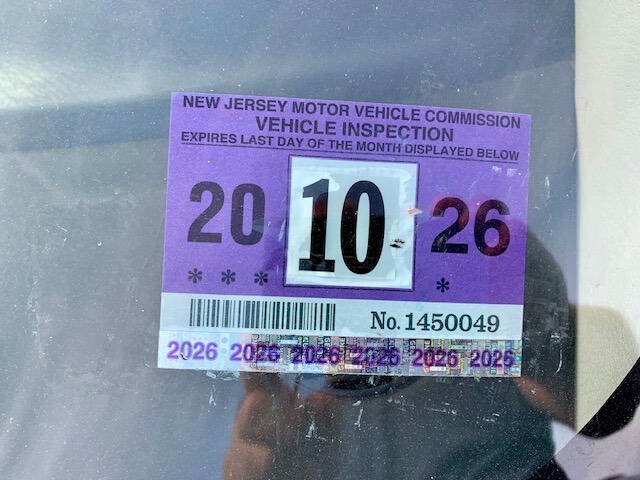 NEW JERSEY MOTOR VEHICLE COMMISSION
VEHICLE INSPECTION
EXPIRES LAST DAY OF THE MONTH DISPLAYED BELOW
20 10 26
* * * *
No. 1450049
2026 2026 2026 2026 2026 2026